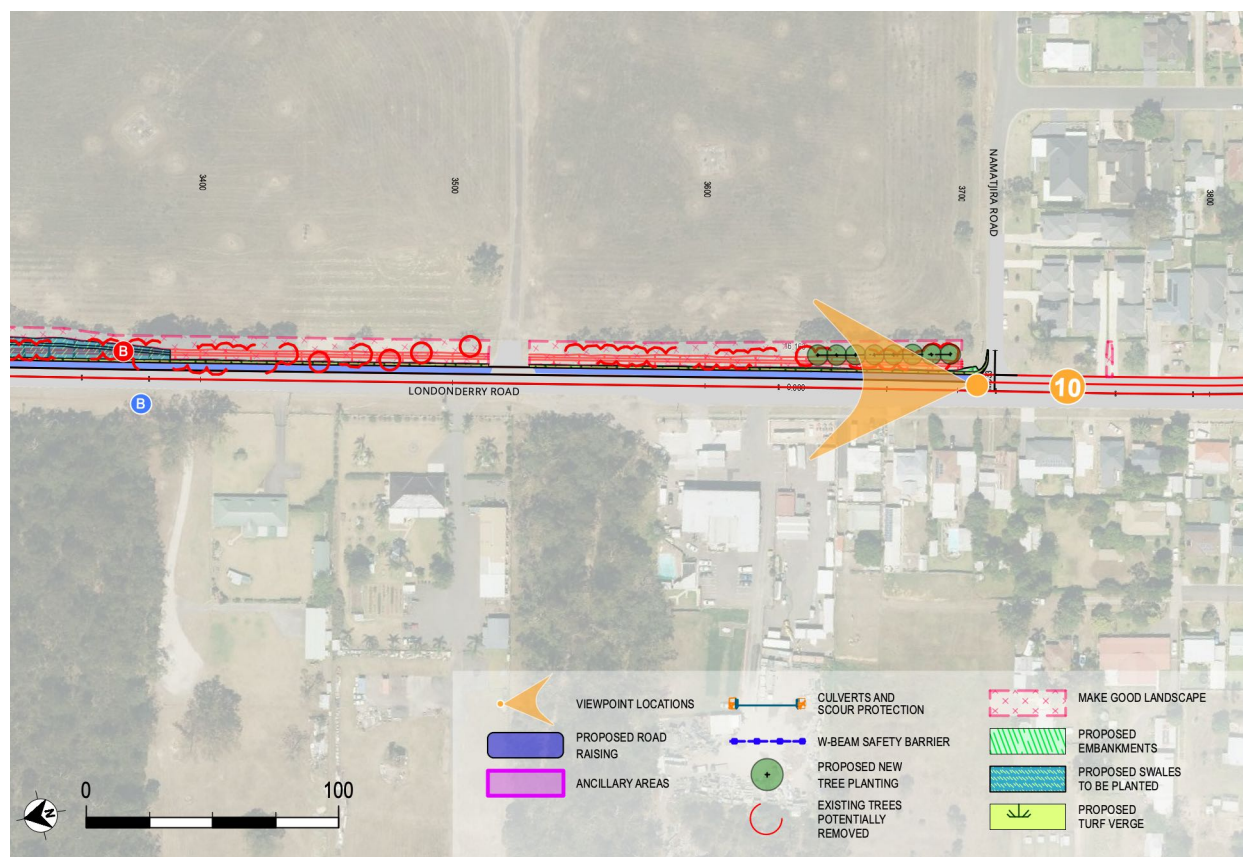 3400
3500
3600
3700
3800
NAMATJIRA ROAD
B
B
LONDONDERRY ROAD
10
VIEWPOINT LOCATIONS
PROPOSED ROAD
RAISING
ANCILLARY AREAS
CULVERTS AND
SCOUR PROTECTION
W-BEAM SAFETY BARRIER
PROPOSED NEW
TREE PLANTING
EXISTING TREES
POTENTIALLY
REMOVED
MAKE GOOD LANDSCAPE
PROPOSED
EMBANKMENTS
PROPOSED SWALES
TO BE PLANTED
PROPOSED
TURF VERGE
N
0
100